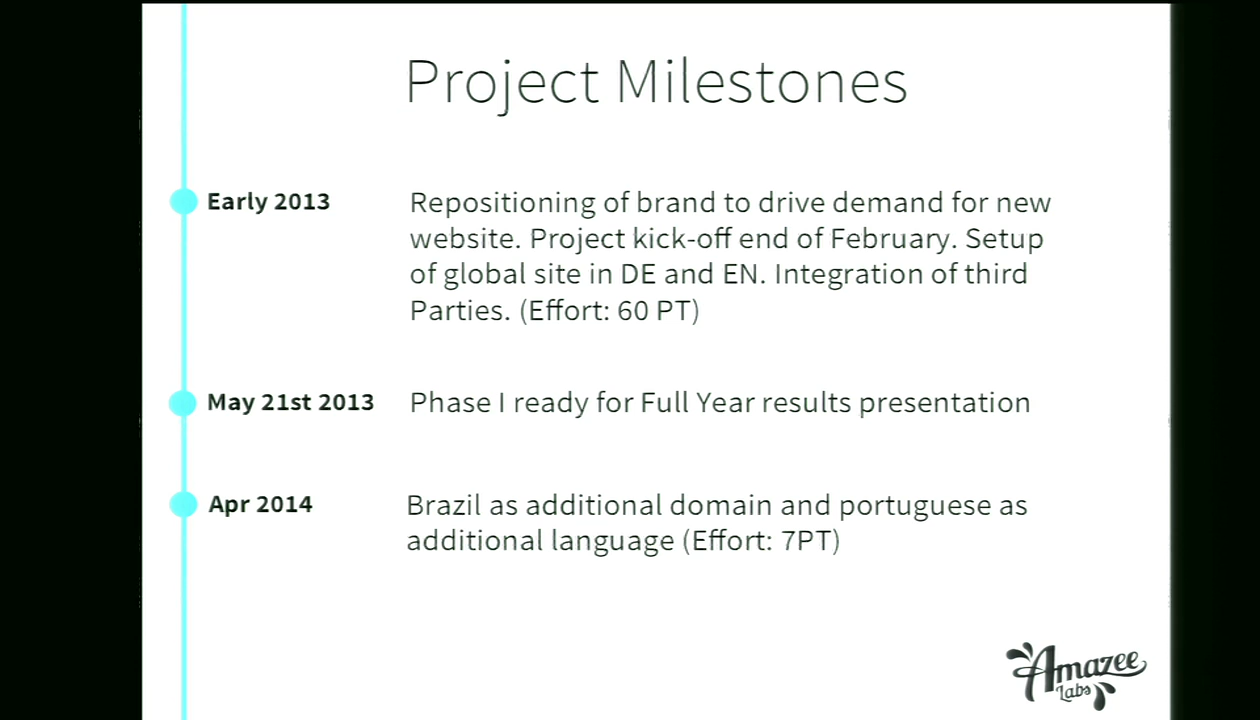 Project Milestones
Early 2013
Repositioning of brand to drive demand for new
website. Project kick-off end of February. Setup
of global site in DE and EN. Integration of third
Parties. (Effort: 60 PT)
May 21st 2013
Phase I ready for Full Year results presentation
Apr 2014
Brazil as additional domain and portuguese as
additional language (Effort: 7PT)
Amazee
Labs